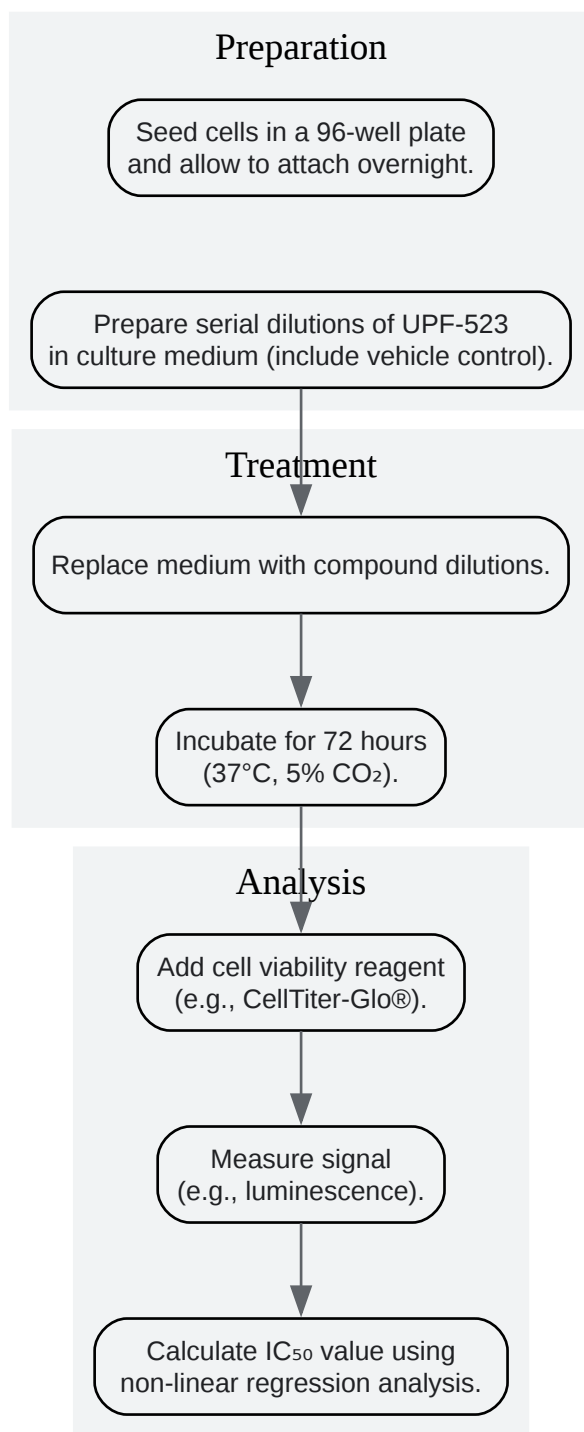 Preparation
Seed cells in a 96-well plate
and allow to attach overnight.
Prepare serial dilutions of UPF-523
in culture medium (include vehicle control).
Treatment
Replace medium with compound dilutions.
Incubate for 72 hours
(37°C, 5% CO₂).
Analysis
Add cell viability reagent
(e.g., CellTiter-Glo®).
Measure signal
(e.g., luminescence).
Calculate IC₅₀ value using
non-linear regression analysis.